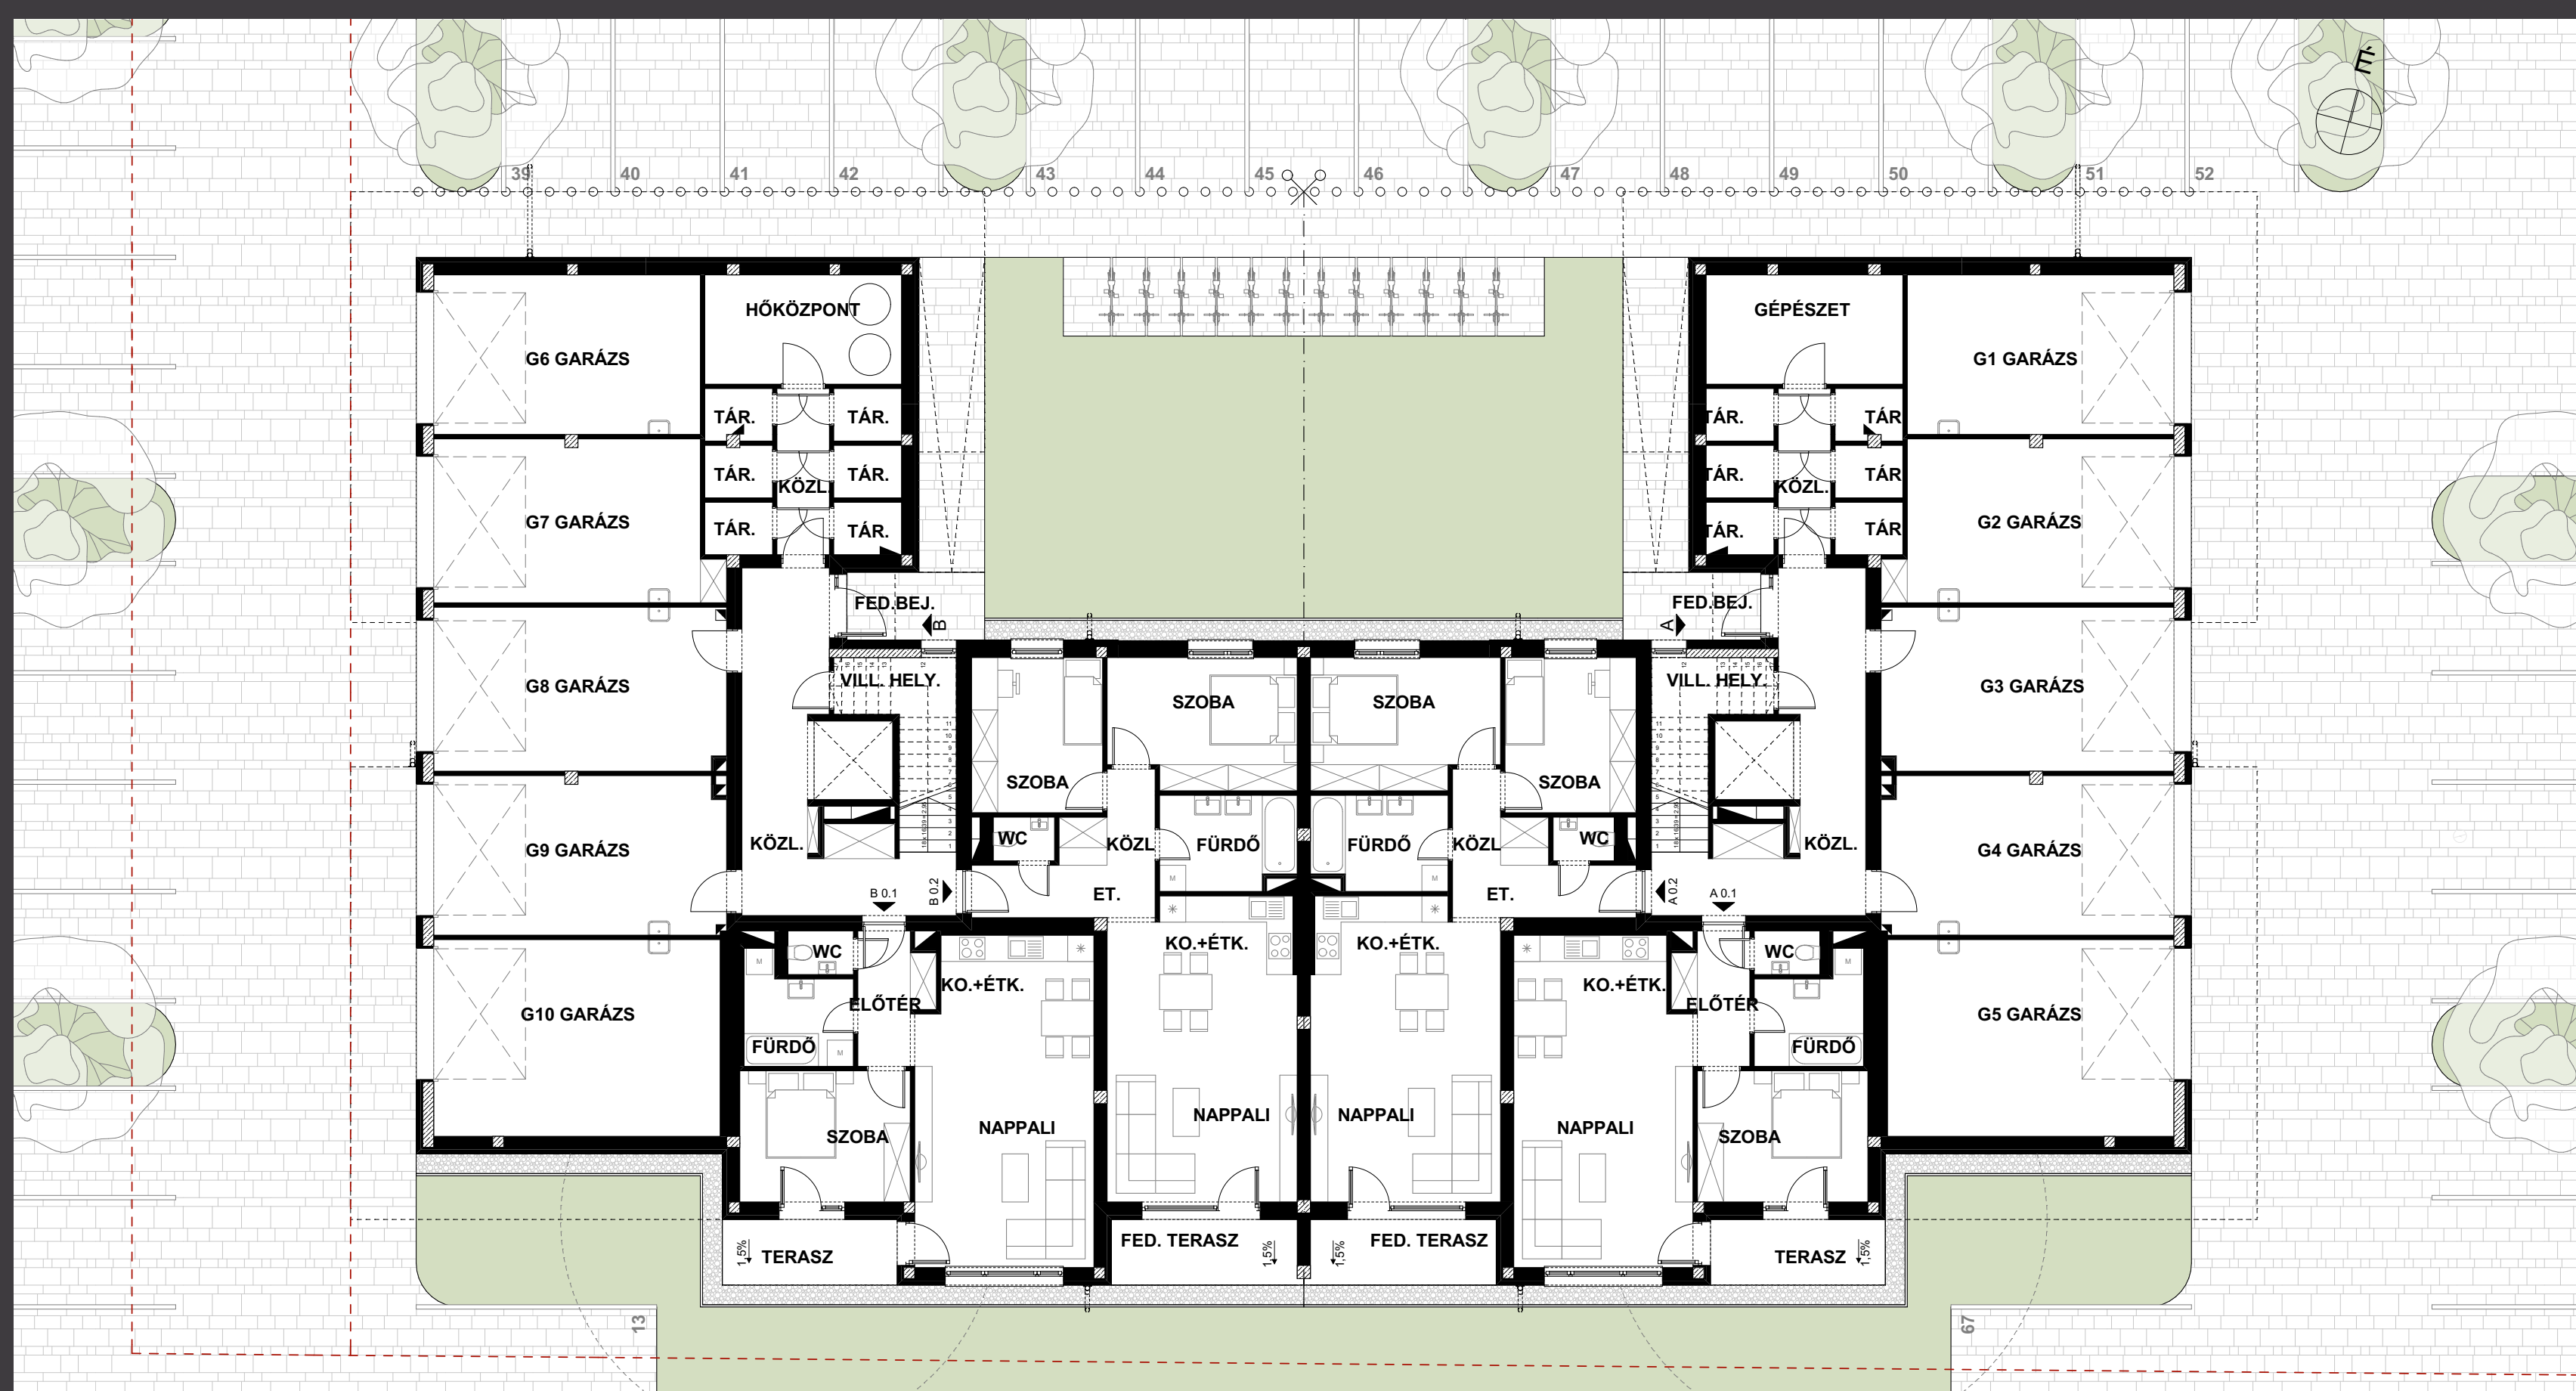 É
39 40 41 42 43 44 45 46 47 48 49 50 51 52
HŐKÖZPONT
GÉPÉSZET
G6 GARÁZS
G1 GARÁZS
TÁR. TÁR. TÁR. TÁR
TÁR. TÁR. TÁR. TÁR
KÖZL. KÖZL.
G7 GARÁZS
G2 GARÁZS
TÁR. TÁR. TÁR. TÁR
FED.BEJ. FED.BEJ.
B A
VILL. HELY. VILL. HELY.
G8 GARÁZS
G3 GARÁZS
SZOBA SZOBA
SZOBA SZOBA
KÖZL. WC KÖZL FÜRDŐ FÜRDŐ KÖZL WC KÖZL.
G9 GARÁZS
G4 GARÁZS
B 0.1 B 0.2 ET. ET. A 0.2 A 0.1
M M
WC KO.+ÉTK. KO.+ÉTK. WC
M M
KO.+ÉTK. KO.+ÉTK.
ELŐTÉR ELŐTÉR
G10 GARÁZS
G5 GARÁZS
FÜRDŐ M FÜRDŐ
NAPPALI NAPPALI
NAPPALI NAPPALI
SZOBA SZOBA
FED. TERASZ FED. TERASZ
1,5% TERASZ 1,5% 1,5% TERASZ 1,5%
13 67